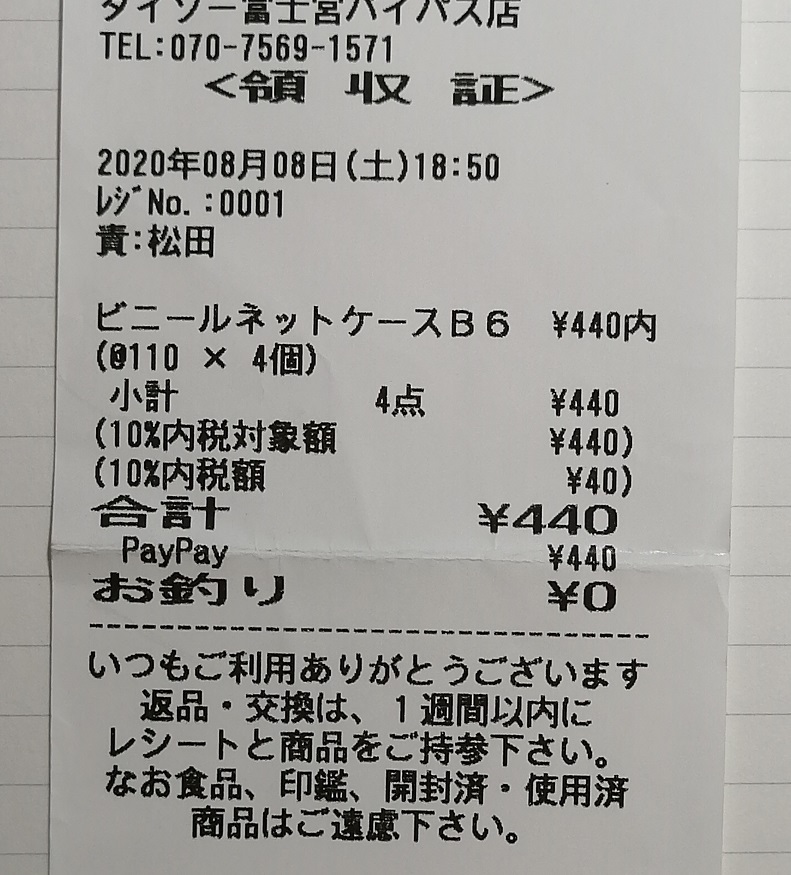 ダイソー富士宮バイパス店
TEL:070-7569-1571
<領 収 証>
2020年08月08日(土)18:50
ﾚｼﾞNo.:0001
責:松田
ビニールネットケースB6 ¥440内
(@110 × 4個)
小計 4点 ¥440
(10%内税対象額 ¥440)
(10%内税額 ¥40)
合計 ¥440
PayPay ¥440
お釣り ¥0
いつもご利用ありがとうございます
返品・交換は、1週間以内に
レシートと商品をご持参下さい。
なお食品、印鑑、開封済・使用済
商品はご遠慮下さい。